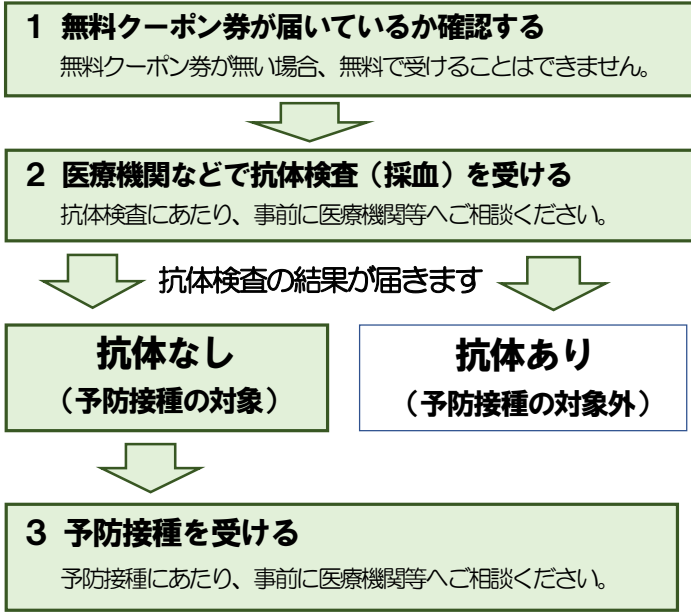 1 無料クーポン券が届いているか確認する
無料クーポン券が無い場合、無料で受けることはできません。
2 医療機関などで抗体検査（採血）を受ける
抗体検査にあたり、事前に医療機関等へご相談ください。
抗体検査の結果が届きます
抗体なし
（予防接種の対象）
抗体あり
（予防接種の対象外）
3 予防接種を受ける
予防接種にあたり、事前に医療機関等へご相談ください。